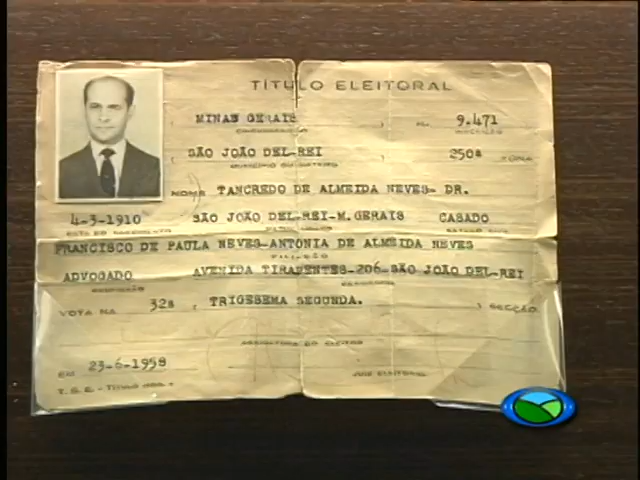 TÍTULO ELEITORAL
MINAS GERAIS 9.471
SÃO JOÃO DEL-REI 250ª ZONA
NOME TANCREDO DE ALMEIDA NEVES- DR.
4-3-1910 SÃO JOÃO DEL-REI-M.GERAIS CASADO
FRANCISCO DE PAULA NEVES-ANTONIA DE ALMEIDA NEVES
FILIAÇÃO
ADVOGADO AVENIDA TIRADENTES-206-SÃO JOÃO DEL-REI
VOTA NA 32ª ( TRIGESEMA SEGUNDA. ) SECÇÃO
ASSINATURA DO ELEITOR
EM 23-6-1958 JUIZ ELEITORAL
T.S.E. - TÍTULO